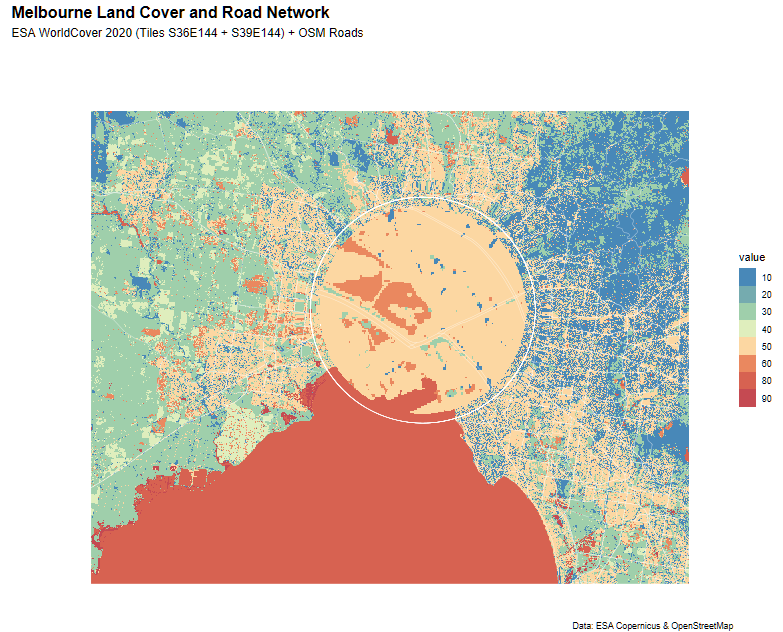 Melbourne Land Cover and Road Network
ESA WorldCover 2020 (Tiles S36E144 + S39E144) + OSM Roads
value
10
20
30
40
50
60
80
90
Data: ESA Copernicus & OpenStreetMap